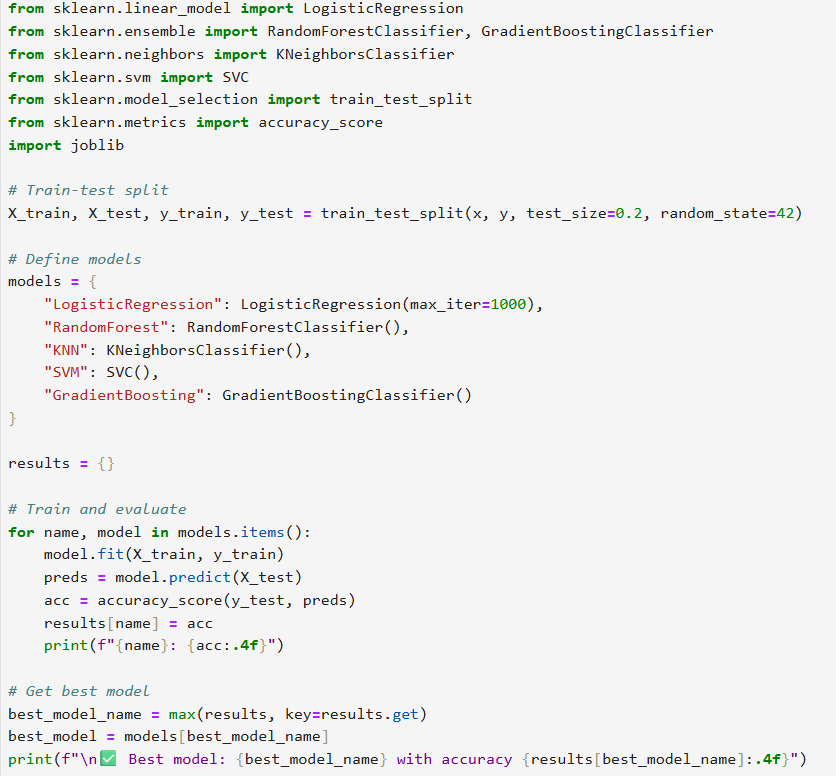 from sklearn.linear_model import LogisticRegression
from sklearn.ensemble import RandomForestClassifier, GradientBoostingClassifier
from sklearn.neighbors import KNeighborsClassifier
from sklearn.svm import SVC
from sklearn.model_selection import train_test_split
from sklearn.metrics import accuracy_score
import joblib

# Train-test split
X_train, X_test, y_train, y_test = train_test_split(x, y, test_size=0.2, random_state=42)

# Define models
models = {
    "LogisticRegression": LogisticRegression(max_iter=1000),
    "RandomForest": RandomForestClassifier(),
    "KNN": KNeighborsClassifier(),
    "SVM": SVC(),
    "GradientBoosting": GradientBoostingClassifier()
}

results = {}

# Train and evaluate
for name, model in models.items():
    model.fit(X_train, y_train)
    preds = model.predict(X_test)
    acc = accuracy_score(y_test, preds)
    results[name] = acc
    print(f"{name}: {acc:.4f}")

# Get best model
best_model_name = max(results, key=results.get)
best_model = models[best_model_name]
print(f"\n✅ Best model: {best_model_name} with accuracy {results[best_model_name]:.4f}")